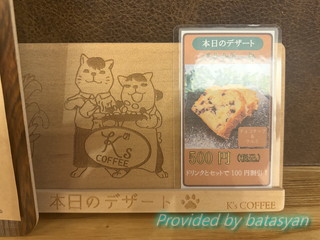 K's
COFFEE
本日のデザート
500円(税込)
ドリンクとセットで100円割引!
本日のデザート
K's COFFEE
Provided by batasyan